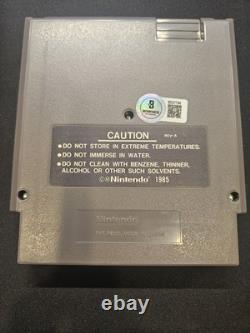 CAUTION REV-A
●DO NOT STORE IN EXTREME TEMPERATURES.
●DO NOT IMMERSE IN WATER.
●DO NOT CLEAN WITH BENZENE, THINNER,
ALCOHOL OR OTHER SUCH SOLVENTS.
©®Nintendo 1985
Nintendo